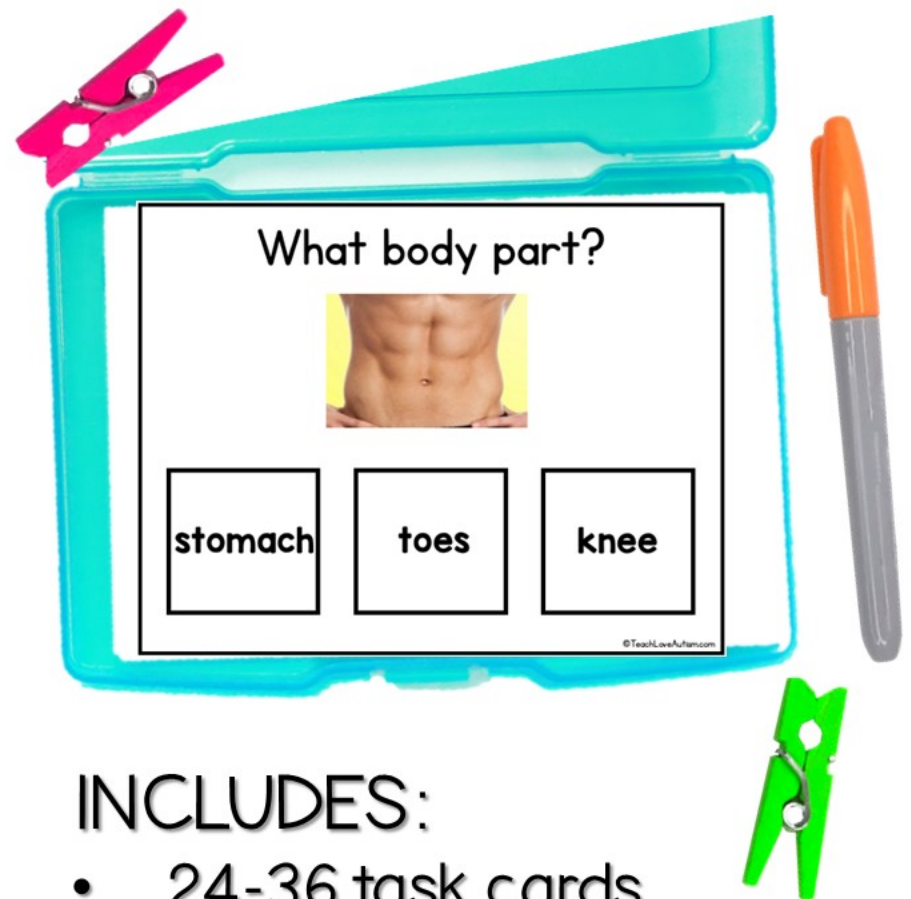 What body part?
stomach
toes
knee
©TeachLoveAutism.com
INCLUDES:
• 24-36 task cards